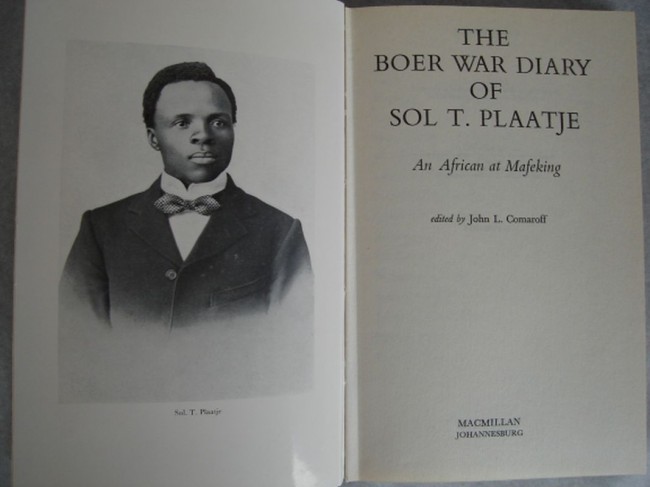 Sol. T. Plaatje
THE
BOER WAR DIARY
OF
SOL T. PLAATJE
An African at Mafeking
edited by John L. Comaroff
MACMILLAN
JOHANNESBURG